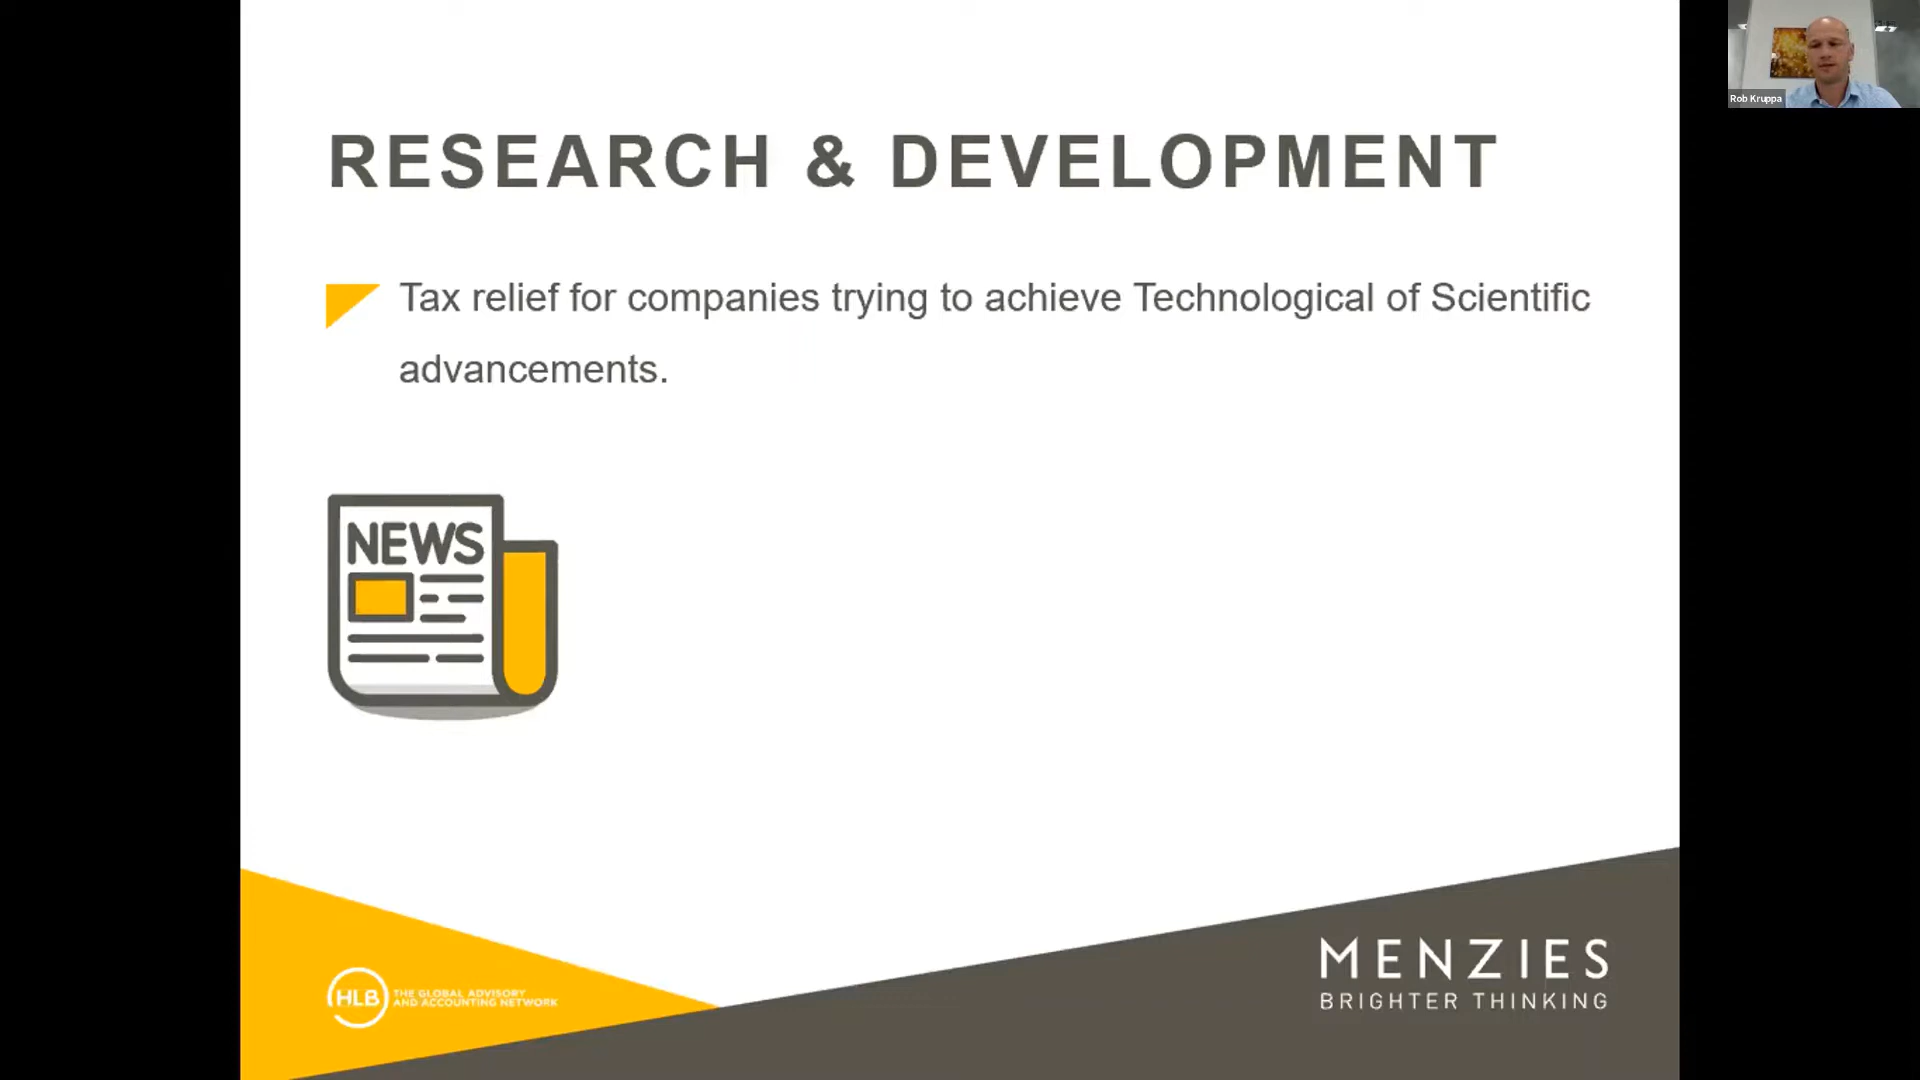 RESEARCH & DEVELOPMENT
Tax relief for companies trying to achieve Technological of Scientific
advancements.
NEWS
HLB
THE GLOBAL ADVISORY
AND ACCOUNTING NETWORK
MENZIES
BRIGHTER THINKING
Rob Kruppa